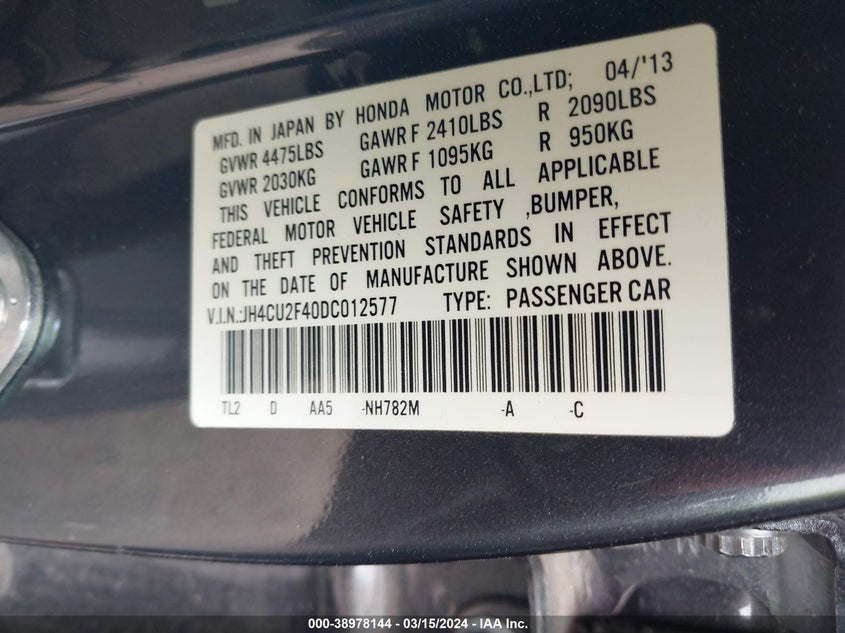 MFD. IN JAPAN BY HONDA MOTOR CO.,LTD; 04/'13
GVWR 4475LBS GAWR F 2410LBS R 2090LBS
GVWR 2030KG GAWR F 1095KG R 950KG
THIS VEHICLE CONFORMS TO ALL APPLICABLE
FEDERAL MOTOR VEHICLE SAFETY ,BUMPER,
AND THEFT PREVENTION STANDARDS IN EFFECT
ON THE DATE OF MANUFACTURE SHOWN ABOVE.
V.I.N.:JH4CU2F40DC012577 TYPE: PASSENGER CAR
TL2 D AA5 -NH782M -A -C
000-38978144 / 03/15/2024 - IAA Inc.